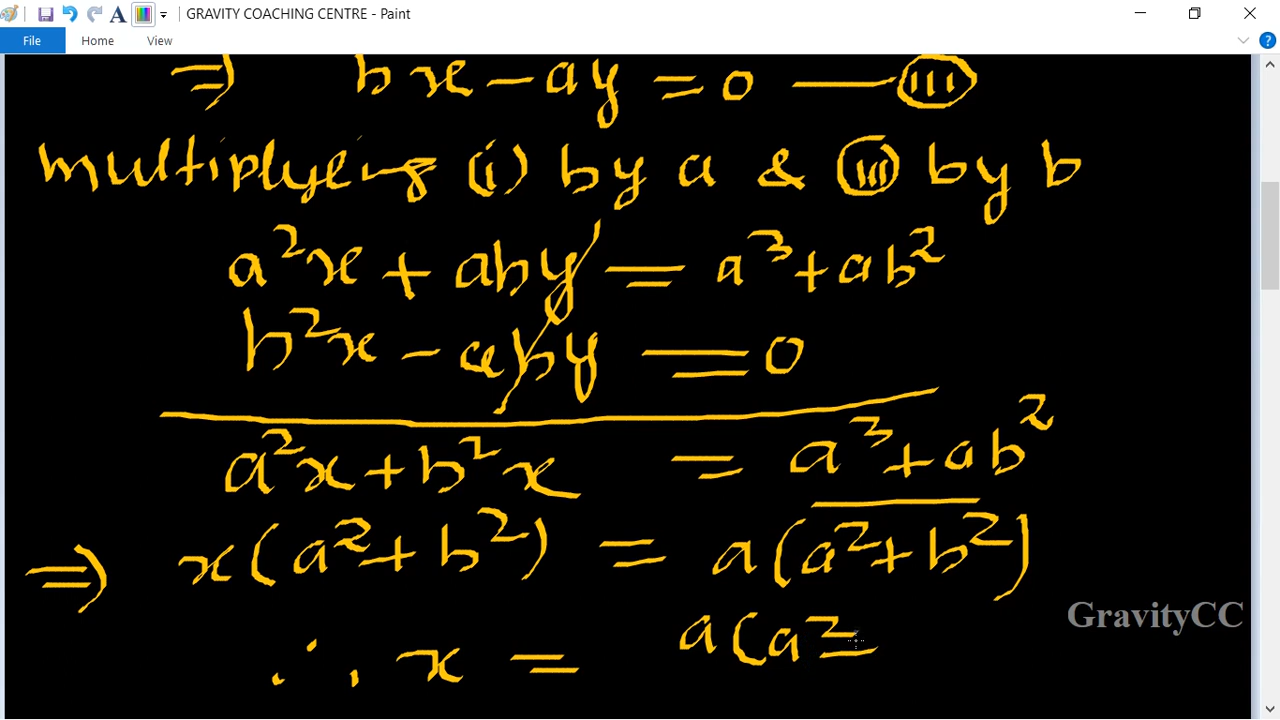 GRAVITY COACHING CENTRE - Paint
File Home View
⇒ bx - ay = 0 — (III)
multiplyeing (i) by a & (III) by b
a²x + aby = a³ + ab²
b²x - aby = 0
a²x + b²x = a³ + ab²
⇒ x(a² + b²) = a(a² + b²)
GravityCC
∴ x = a(a²